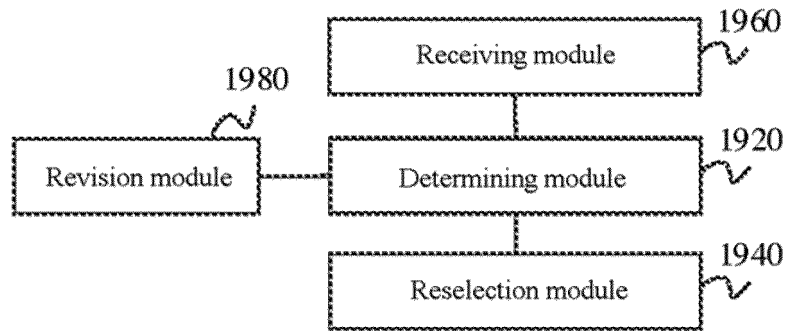 1960
Receiving module
1980
1920
Revision module
Determining module
1940
Reselection module